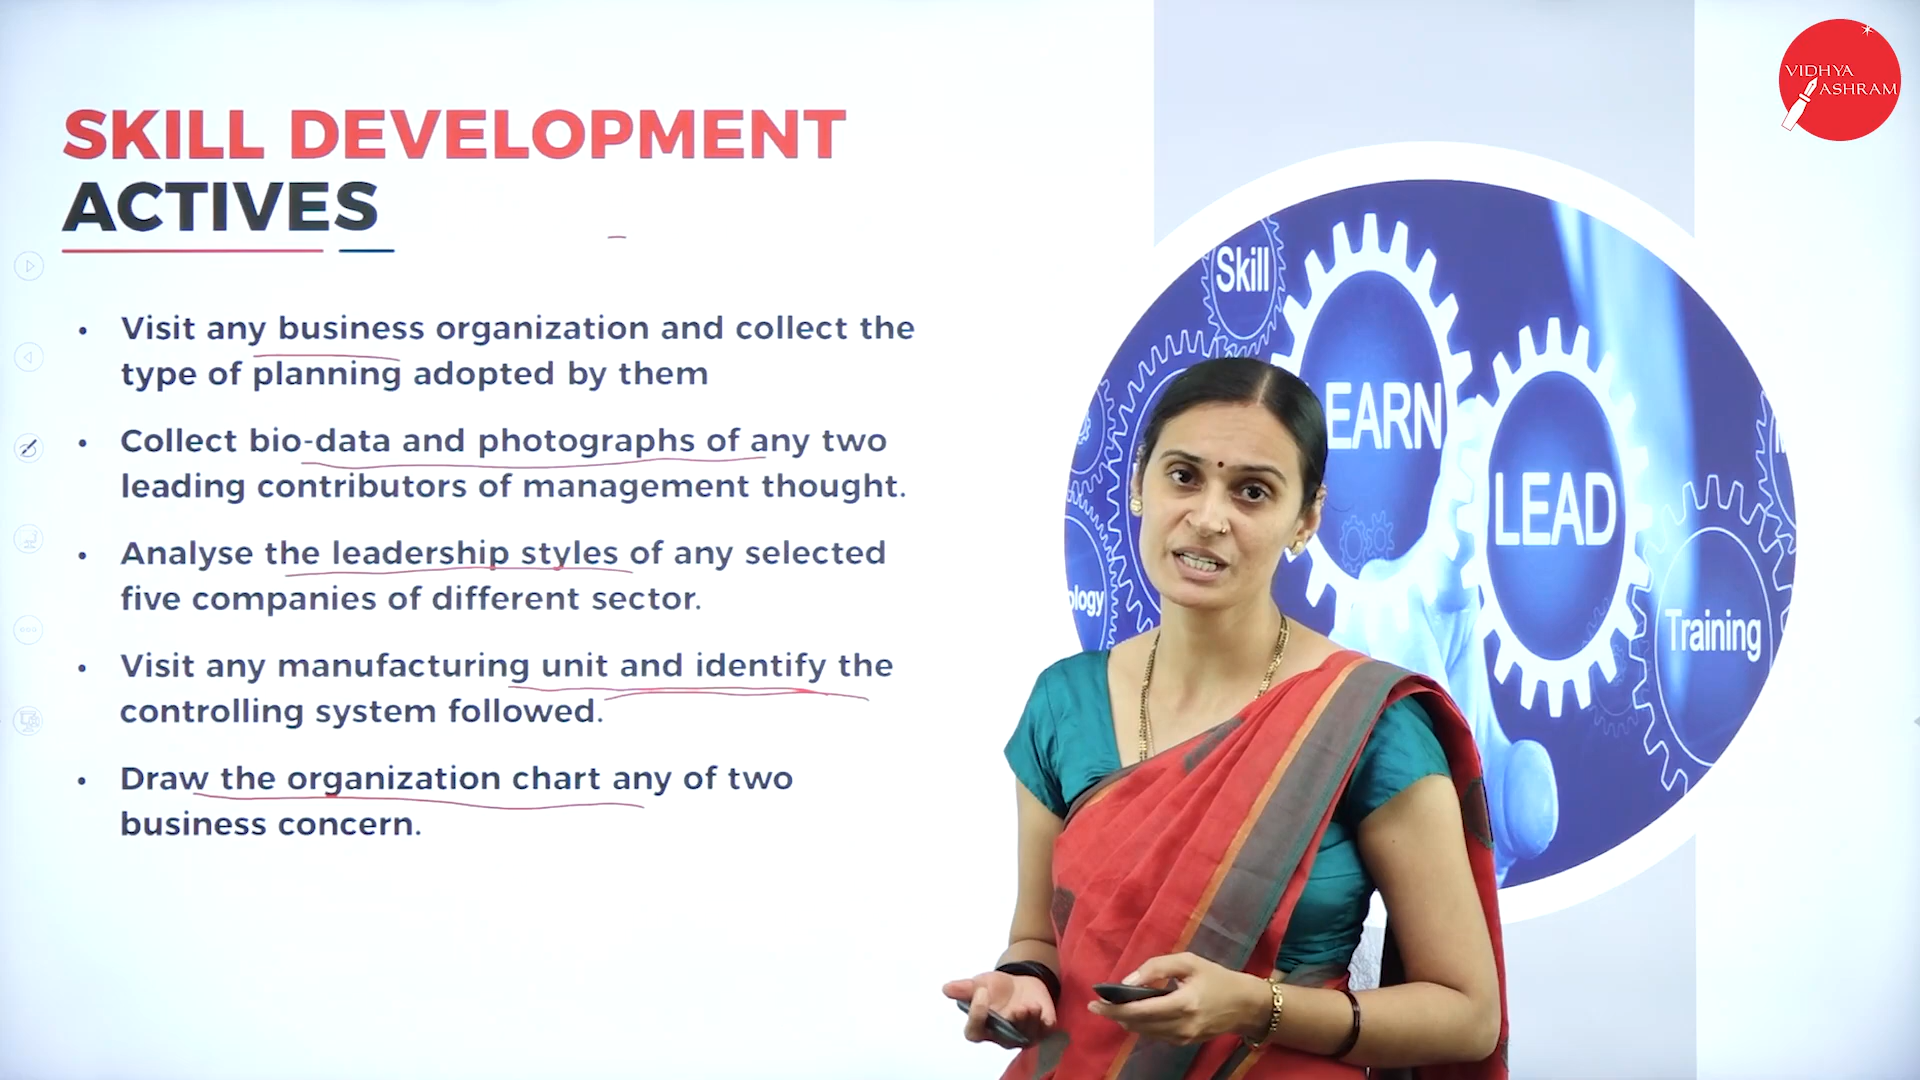 VIDHYA
ASHRAM
SKILL DEVELOPMENT
ACTIVES
• Visit any business organization and collect the
type of planning adopted by them
• Collect bio-data and photographs of any two
leading contributors of management thought.
• Analyse the leadership styles of any selected
five companies of different sector.
• Visit any manufacturing unit and identify the
controlling system followed.
• Draw the organization chart any of two
business concern.
Skill
EARN
LEAD
ology
Training